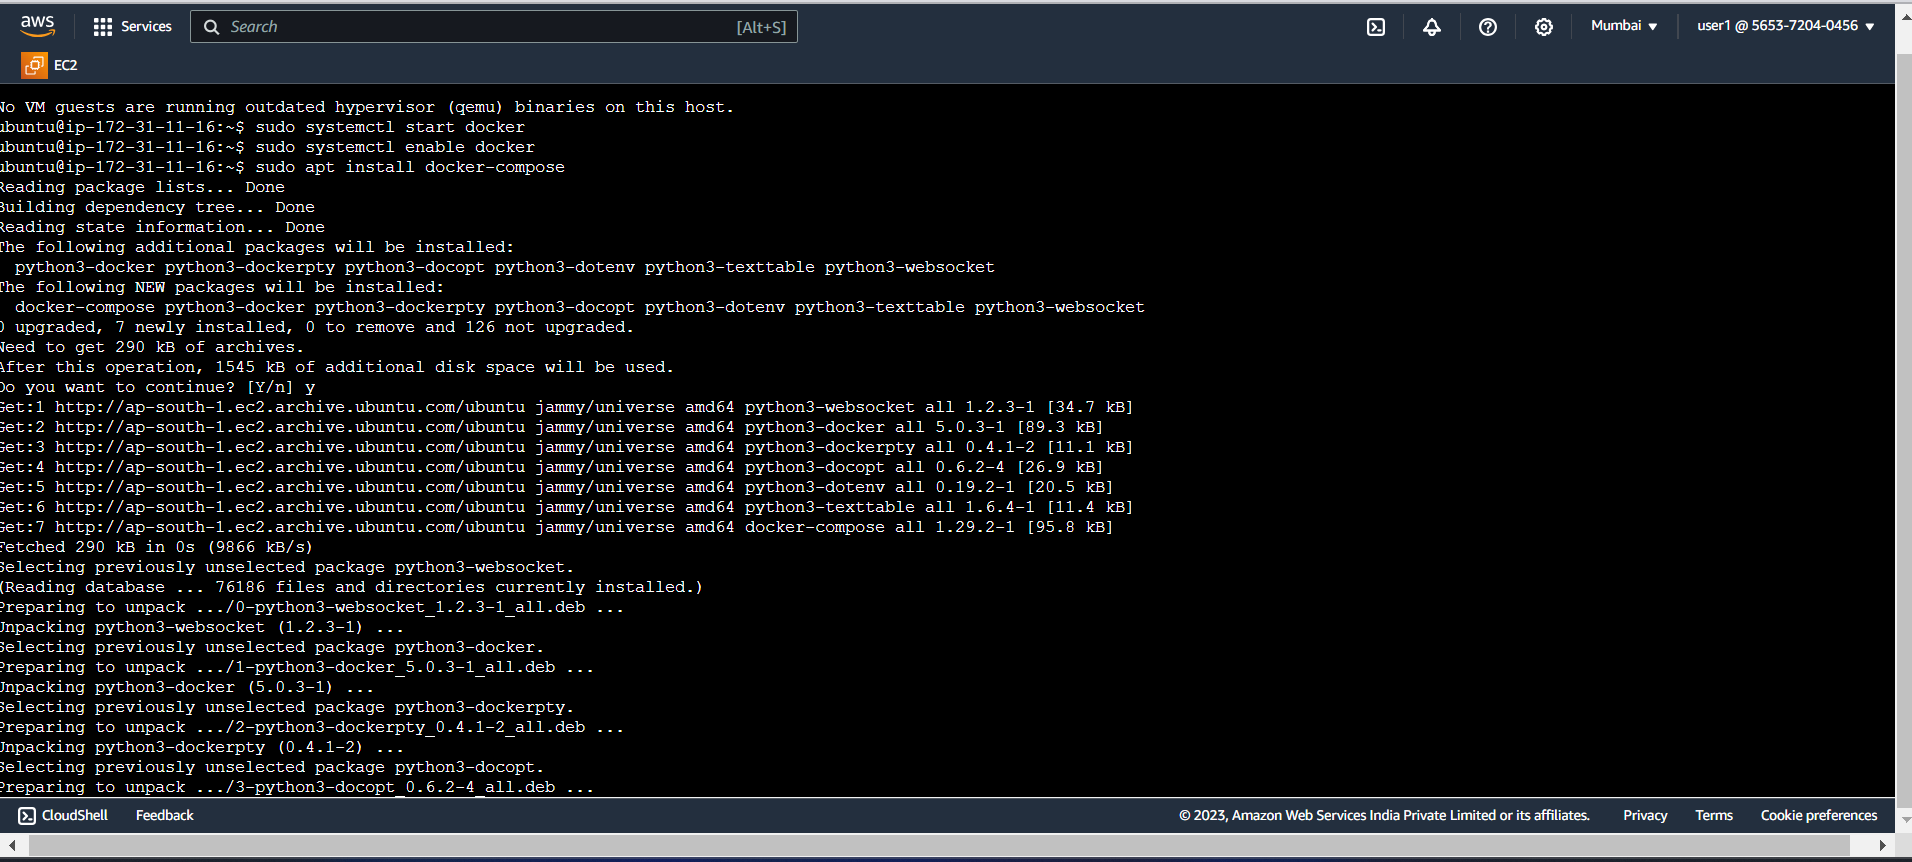 aws
Services
Search
[Alt+S]
Mumbai
user1 @ 5653-7204-0456
EC2
No VM guests are running outdated hypervisor (qemu) binaries on this host.
ubuntu@ip-172-31-11-16:~$ sudo systemctl start docker
ubuntu@ip-172-31-11-16:~$ sudo systemctl enable docker
ubuntu@ip-172-31-11-16:~$ sudo apt install docker-compose
Reading package lists... Done
Building dependency tree... Done
Reading state information... Done
The following additional packages will be installed:
  python3-docker python3-dockerpty python3-docopt python3-dotenv python3-texttable python3-websocket
The following NEW packages will be installed:
  docker-compose python3-docker python3-dockerpty python3-docopt python3-dotenv python3-texttable python3-websocket
0 upgraded, 7 newly installed, 0 to remove and 126 not upgraded.
Need to get 290 kB of archives.
After this operation, 1545 kB of additional disk space will be used.
Do you want to continue? [Y/n] y
Get:1 http://ap-south-1.ec2.archive.ubuntu.com/ubuntu jammy/universe amd64 python3-websocket all 1.2.3-1 [34.7 kB]
Get:2 http://ap-south-1.ec2.archive.ubuntu.com/ubuntu jammy/universe amd64 python3-docker all 5.0.3-1 [89.3 kB]
Get:3 http://ap-south-1.ec2.archive.ubuntu.com/ubuntu jammy/universe amd64 python3-dockerpty all 0.4.1-2 [11.1 kB]
Get:4 http://ap-south-1.ec2.archive.ubuntu.com/ubuntu jammy/universe amd64 python3-docopt all 0.6.2-4 [26.9 kB]
Get:5 http://ap-south-1.ec2.archive.ubuntu.com/ubuntu jammy/universe amd64 python3-dotenv all 0.19.2-1 [20.5 kB]
Get:6 http://ap-south-1.ec2.archive.ubuntu.com/ubuntu jammy/universe amd64 python3-texttable all 1.6.4-1 [11.4 kB]
Get:7 http://ap-south-1.ec2.archive.ubuntu.com/ubuntu jammy/universe amd64 docker-compose all 1.29.2-1 [95.8 kB]
Fetched 290 kB in 0s (9866 kB/s)
Selecting previously unselected package python3-websocket.
(Reading database ... 76186 files and directories currently installed.)
Preparing to unpack .../0-python3-websocket_1.2.3-1_all.deb ...
Unpacking python3-websocket (1.2.3-1) ...
Selecting previously unselected package python3-docker.
Preparing to unpack .../1-python3-docker_5.0.3-1_all.deb ...
Unpacking python3-docker (5.0.3-1) ...
Selecting previously unselected package python3-dockerpty.
Preparing to unpack .../2-python3-dockerpty_0.4.1-2_all.deb ...
Unpacking python3-dockerpty (0.4.1-2) ...
Selecting previously unselected package python3-docopt.
Preparing to unpack .../3-python3-docopt_0.6.2-4_all.deb ...
CloudShell
Feedback
© 2023, Amazon Web Services India Private Limited or its affiliates.
Privacy
Terms
Cookie preferences